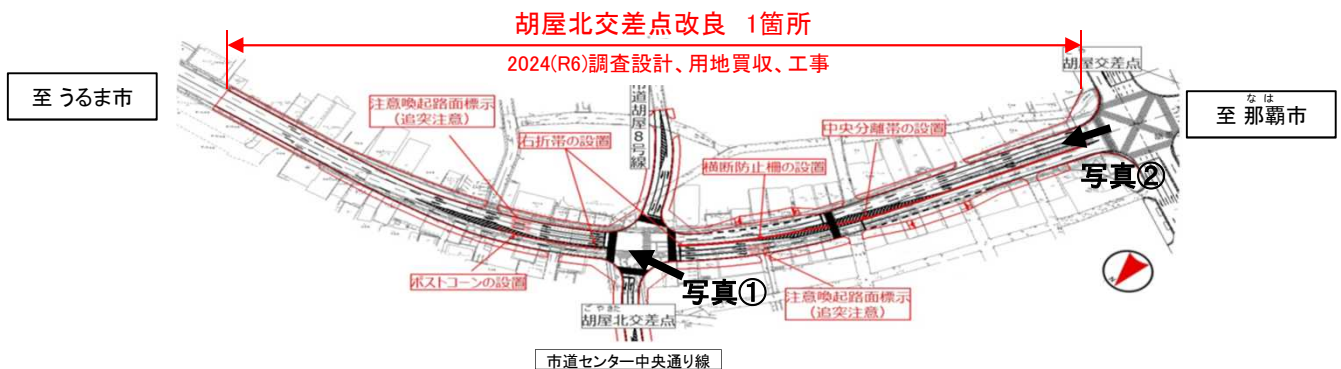 胡屋北交差点改良 1箇所
2024(R6)調査設計、用地買収、工事
ごや
胡屋交差点
至 うるま市
な は
至 那覇市
注意喚起路面標示
(追突注意)
市道胡屋8号線
右折帯の設置
中央分離帯の設置
横断防止柵の設置
写真②
ポストコーンの設置
写真①
注意喚起路面標示
(追突注意)
ごやきた
胡屋北交差点
市道センター中央通り線
N